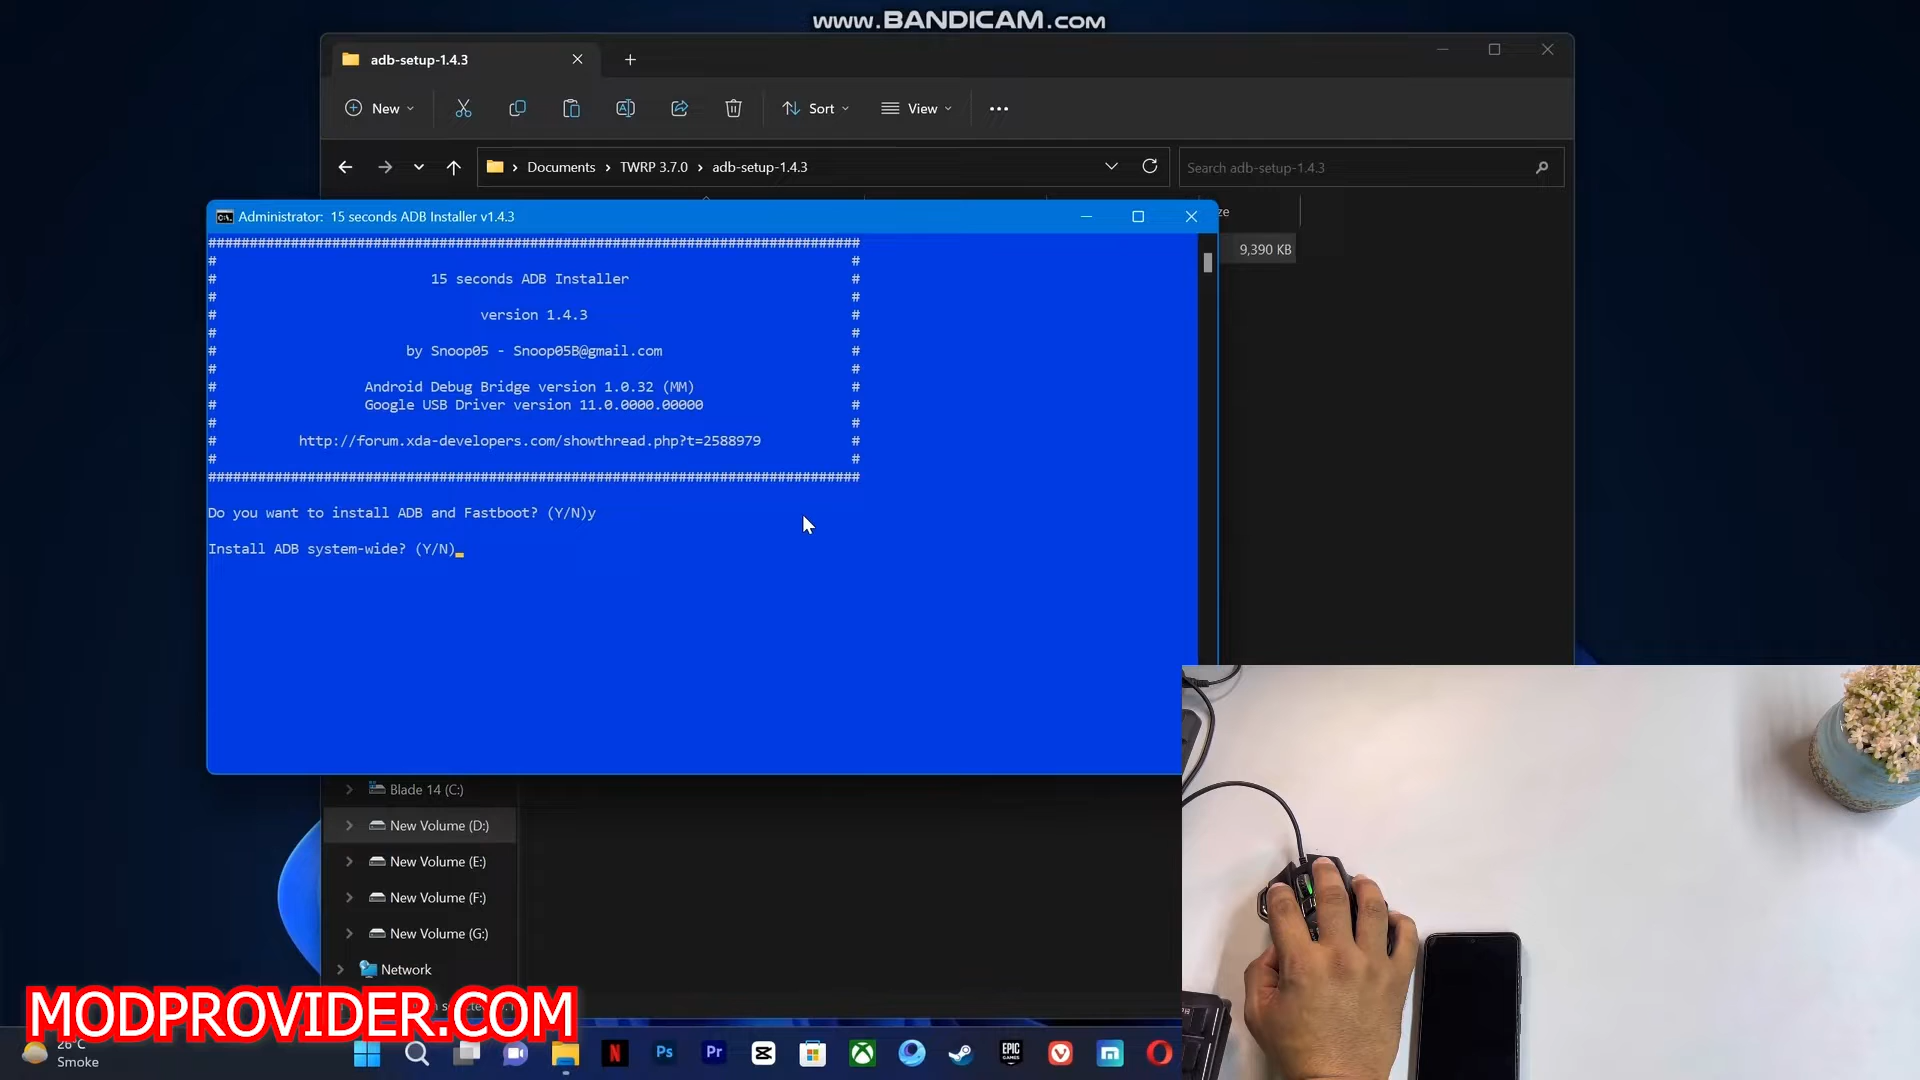 www.BANDICAM.com
adb-setup-1.4.3
New
Sort
View
Documents
TWRP 3.7.0
adb-setup-1.4.3
Search adb-setup-1.4.3
Administrator: 15 seconds ADB Installer v1.4.3
9,390 KB
###############################################################################
# #
# 15 seconds ADB Installer #
# #
# version 1.4.3 #
# #
# by Snoop05 - Snoop05B@gmail.com #
# #
# Android Debug Bridge version 1.0.32 (MM) #
# Google USB Driver version 11.0.0000.00000 #
# #
# http://forum.xda-developers.com/showthread.php?t=2588979 #
# #
###############################################################################
Do you want to install ADB and Fastboot? (Y/N)y
Install ADB system-wide? (Y/N)_
Blade 14 (C:)
New Volume (D:)
New Volume (E:)
New Volume (F:)
New Volume (G:)
Network
MODPROVIDER.COM
26°C
Smoke
N
Ps
Pr
EPIC
GAMES